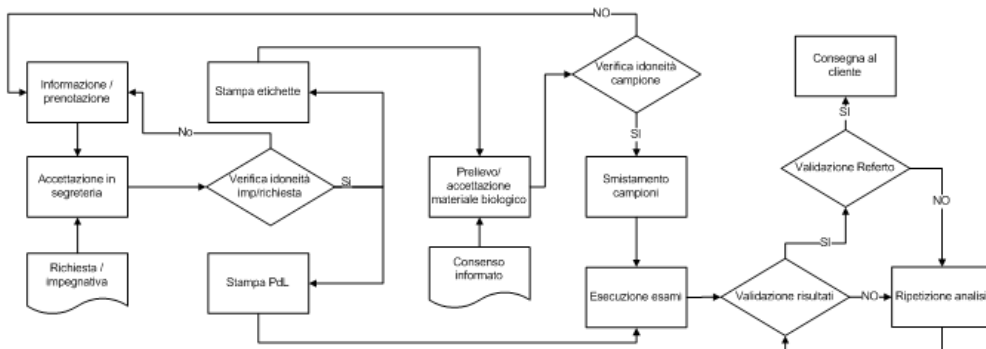 NO
Informazione /
prenotazione
Stampa etichette
Verifica idoneità
campione
Consegna al
cliente
No
SI
SI
Accettazione in
segreteria
Verifica idoneità
imp/richiesta
SI
Prelievo/
accettazione
materiale biologico
Smistamento
campioni
Validazione Referto
NO
SI
Richiesta /
impegnativa
Stampa PdL
Consenso
informato
Esecuzione esami
Validazione risultati
NO
Ripetizione analisi